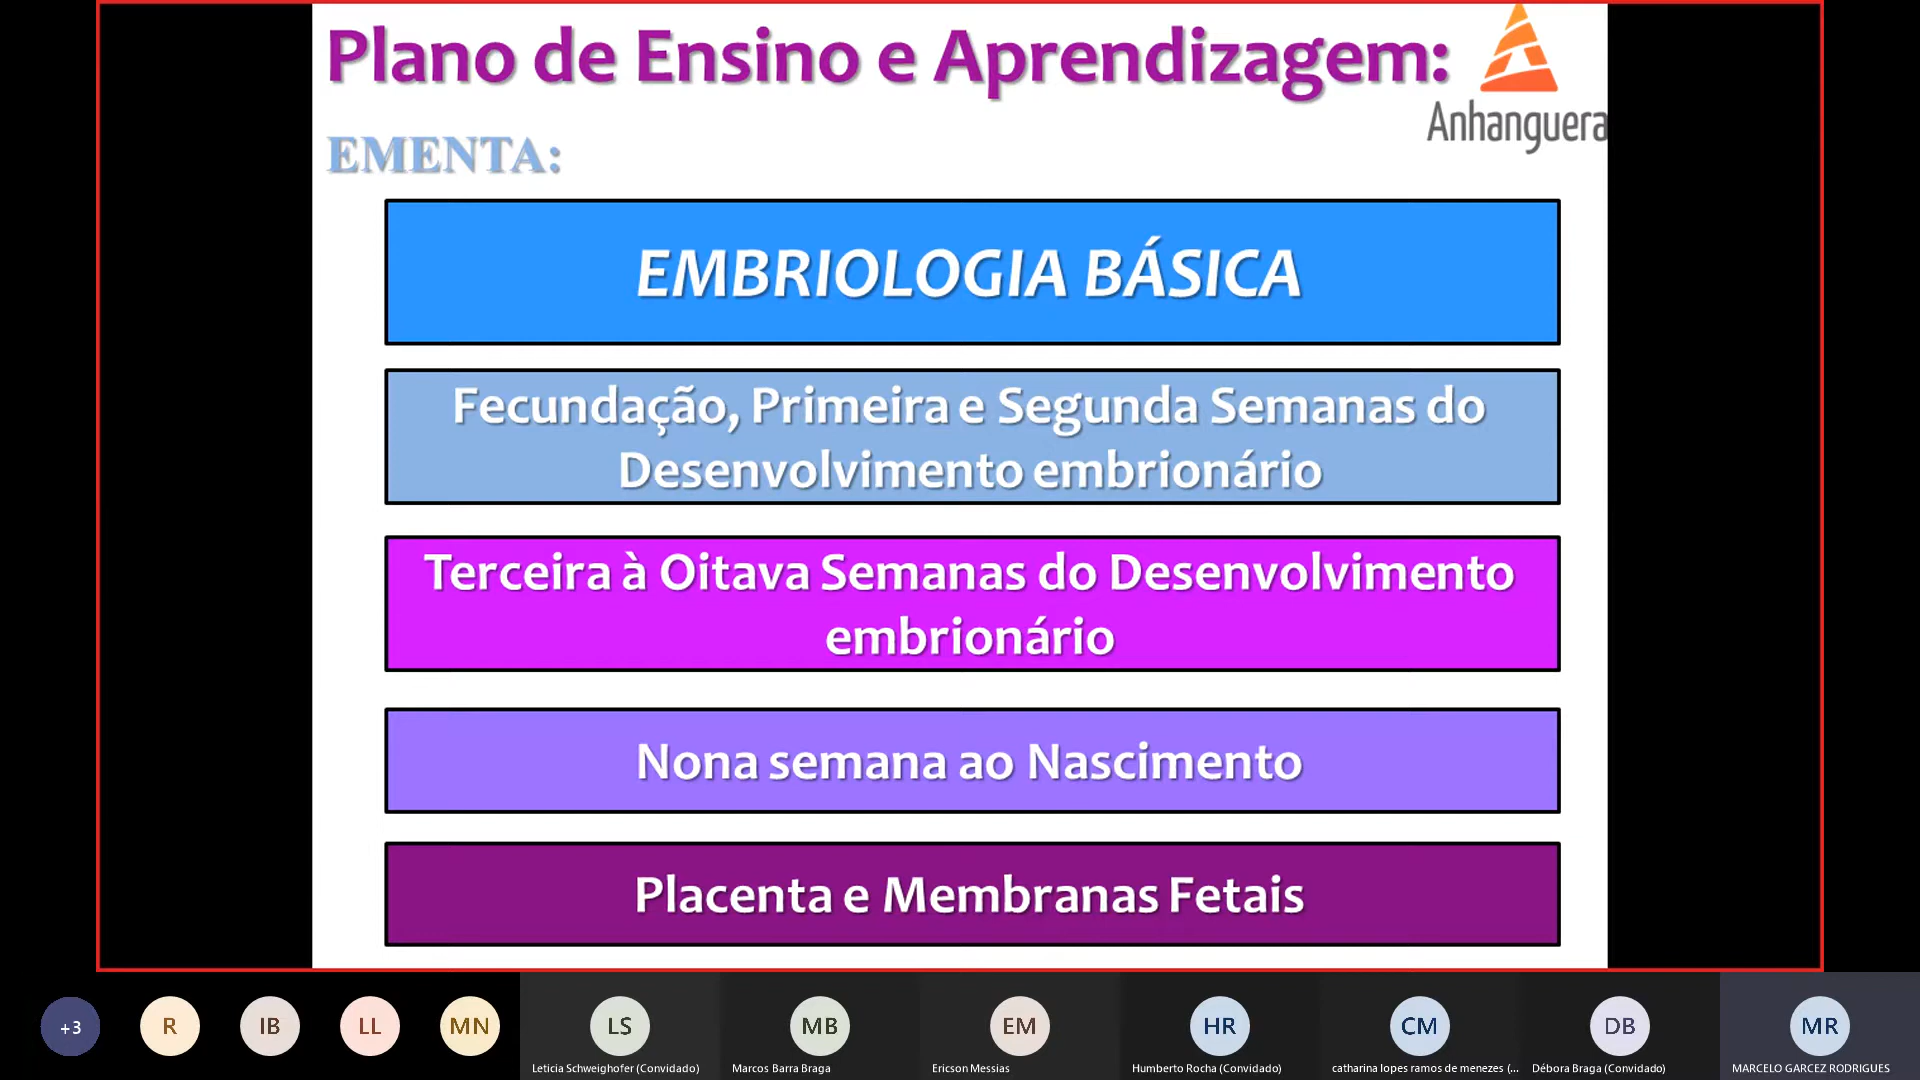 Plano de Ensino e Aprendizagem:
Anhanguera
EMENTA:
EMBRIOLOGIA BÁSICA
Fecundação, Primeira e Segunda Semanas do
Desenvolvimento embrionário
Terceira à Oitava Semanas do Desenvolvimento
embrionário
Nona semana ao Nascimento
Placenta e Membranas Fetais
+3
R
IB
LL
MN
LS
MB
EM
HR
CM
DB
MR
Leticia Schweighofer (Convidado)
Marcos Barra Braga
Ericson Messias
Humberto Rocha (Convidado)
catharina lopes ramos de menezes (...
Débora Braga (Convidado)
MARCELO GARCEZ RODRIGUES